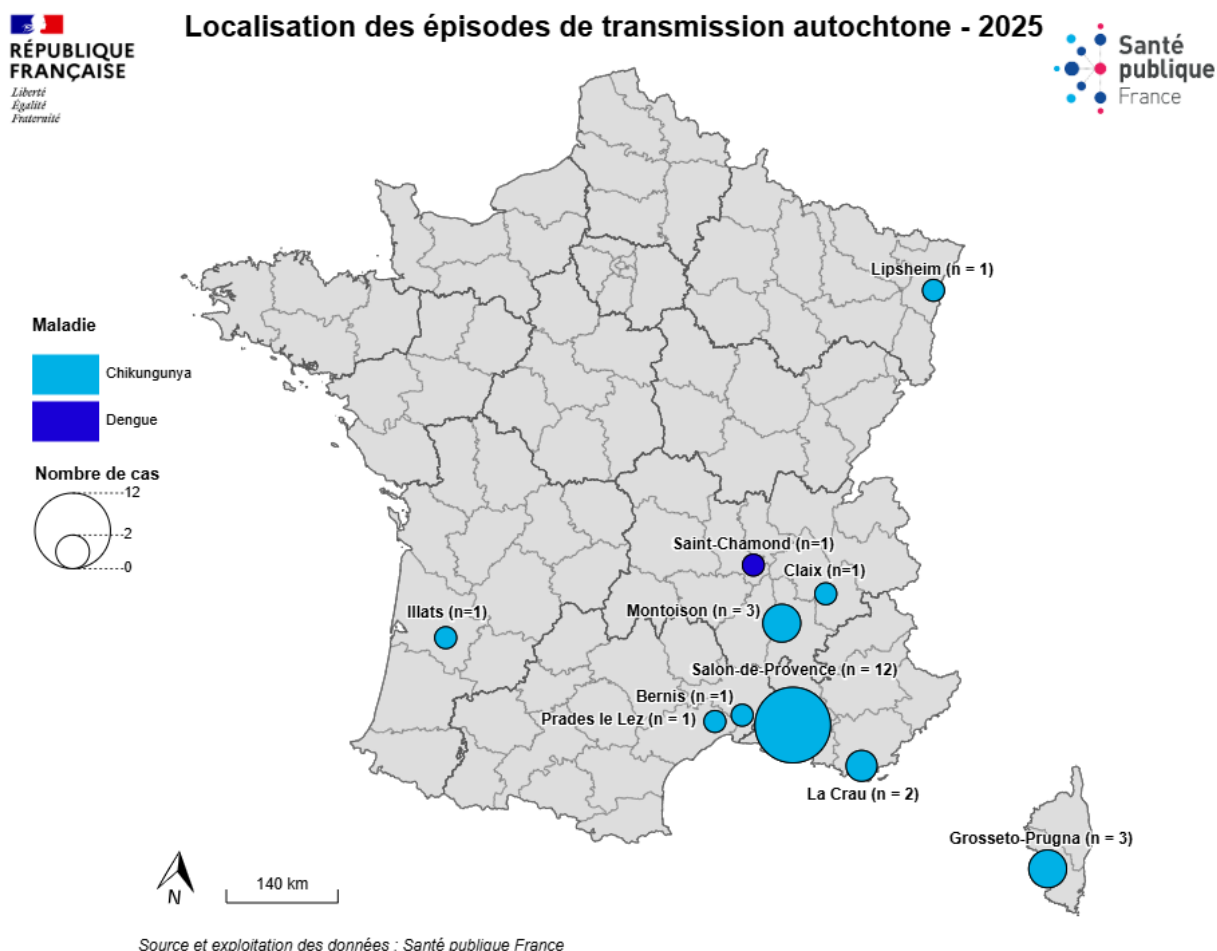 Localisation des épisodes de transmission autochtone - 2025
RÉPUBLIQUE
FRANÇAISE
Liberté
Égalité
Fraternité
Santé
publique
France
Lipsheim (n = 1)
Maladie
Chikungunya
Dengue
Nombre de cas
12
2
0
Saint-Chamond (n=1)
Claix (n=1)
Illats (n=1)
Montoison (n = 3)
Salon-de-Provence (n = 12)
Bernis (n =1)
Prades le Lez (n = 1)
La Crau (n = 2)
Grosseto-Prugna (n = 3)
N
140 km
Source et exploitation des données : Santé publique France